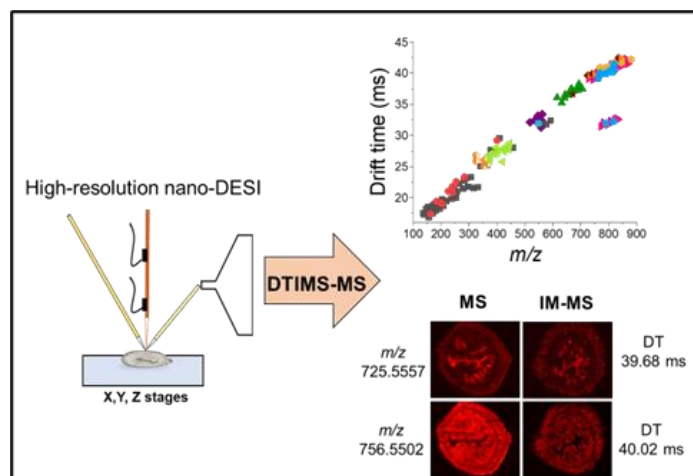 High-resolution nano-DESI
X,Y, Z stages
DTIMS-MS
Drift time (ms)
45
40
35
30
25
20
100 200 300 400 500 600 700 800 900
m/z
MS IM-MS
m/z
725.5557
DT
39.68 ms
m/z
756.5502
DT
40.02 ms